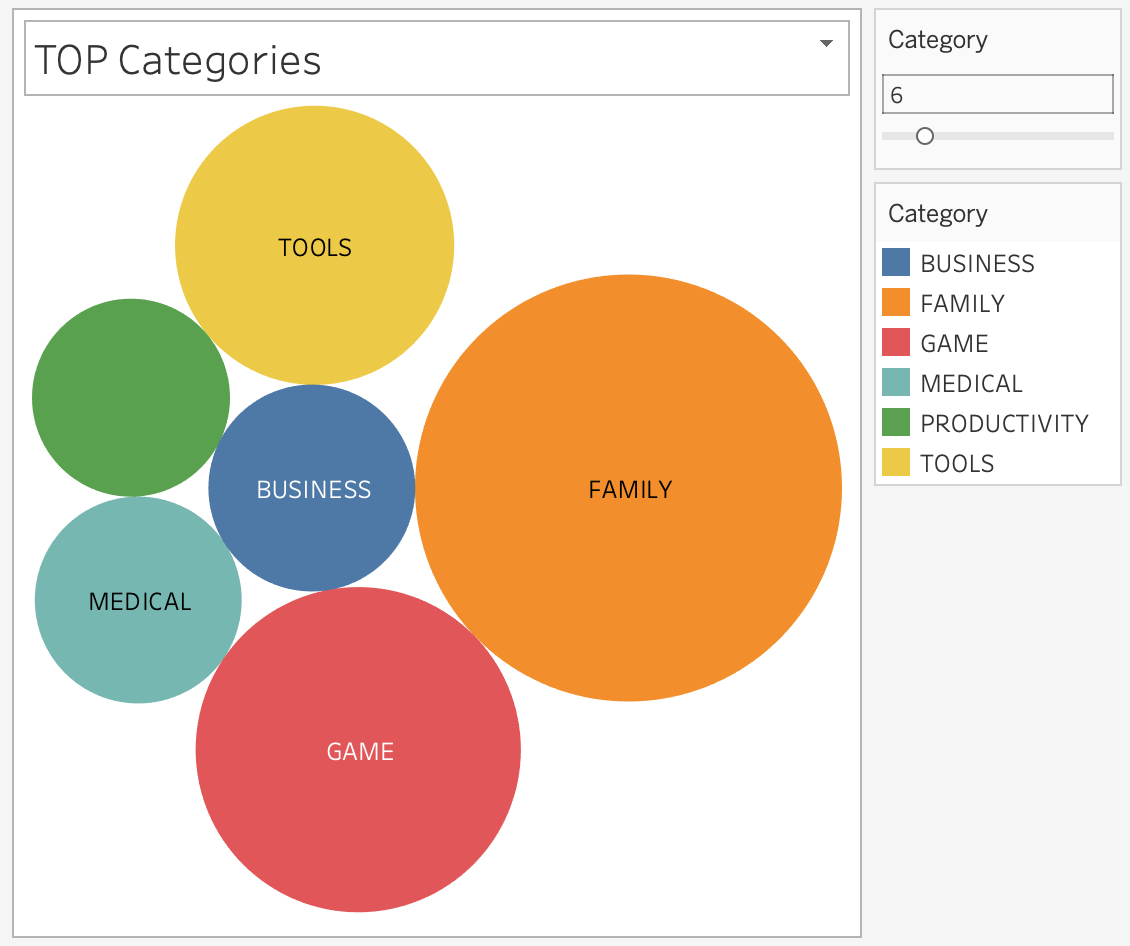 TOP Categories
TOOLS
BUSINESS
FAMILY
MEDICAL
GAME
Category
6
Category
BUSINESS
FAMILY
GAME
MEDICAL
PRODUCTIVITY
TOOLS